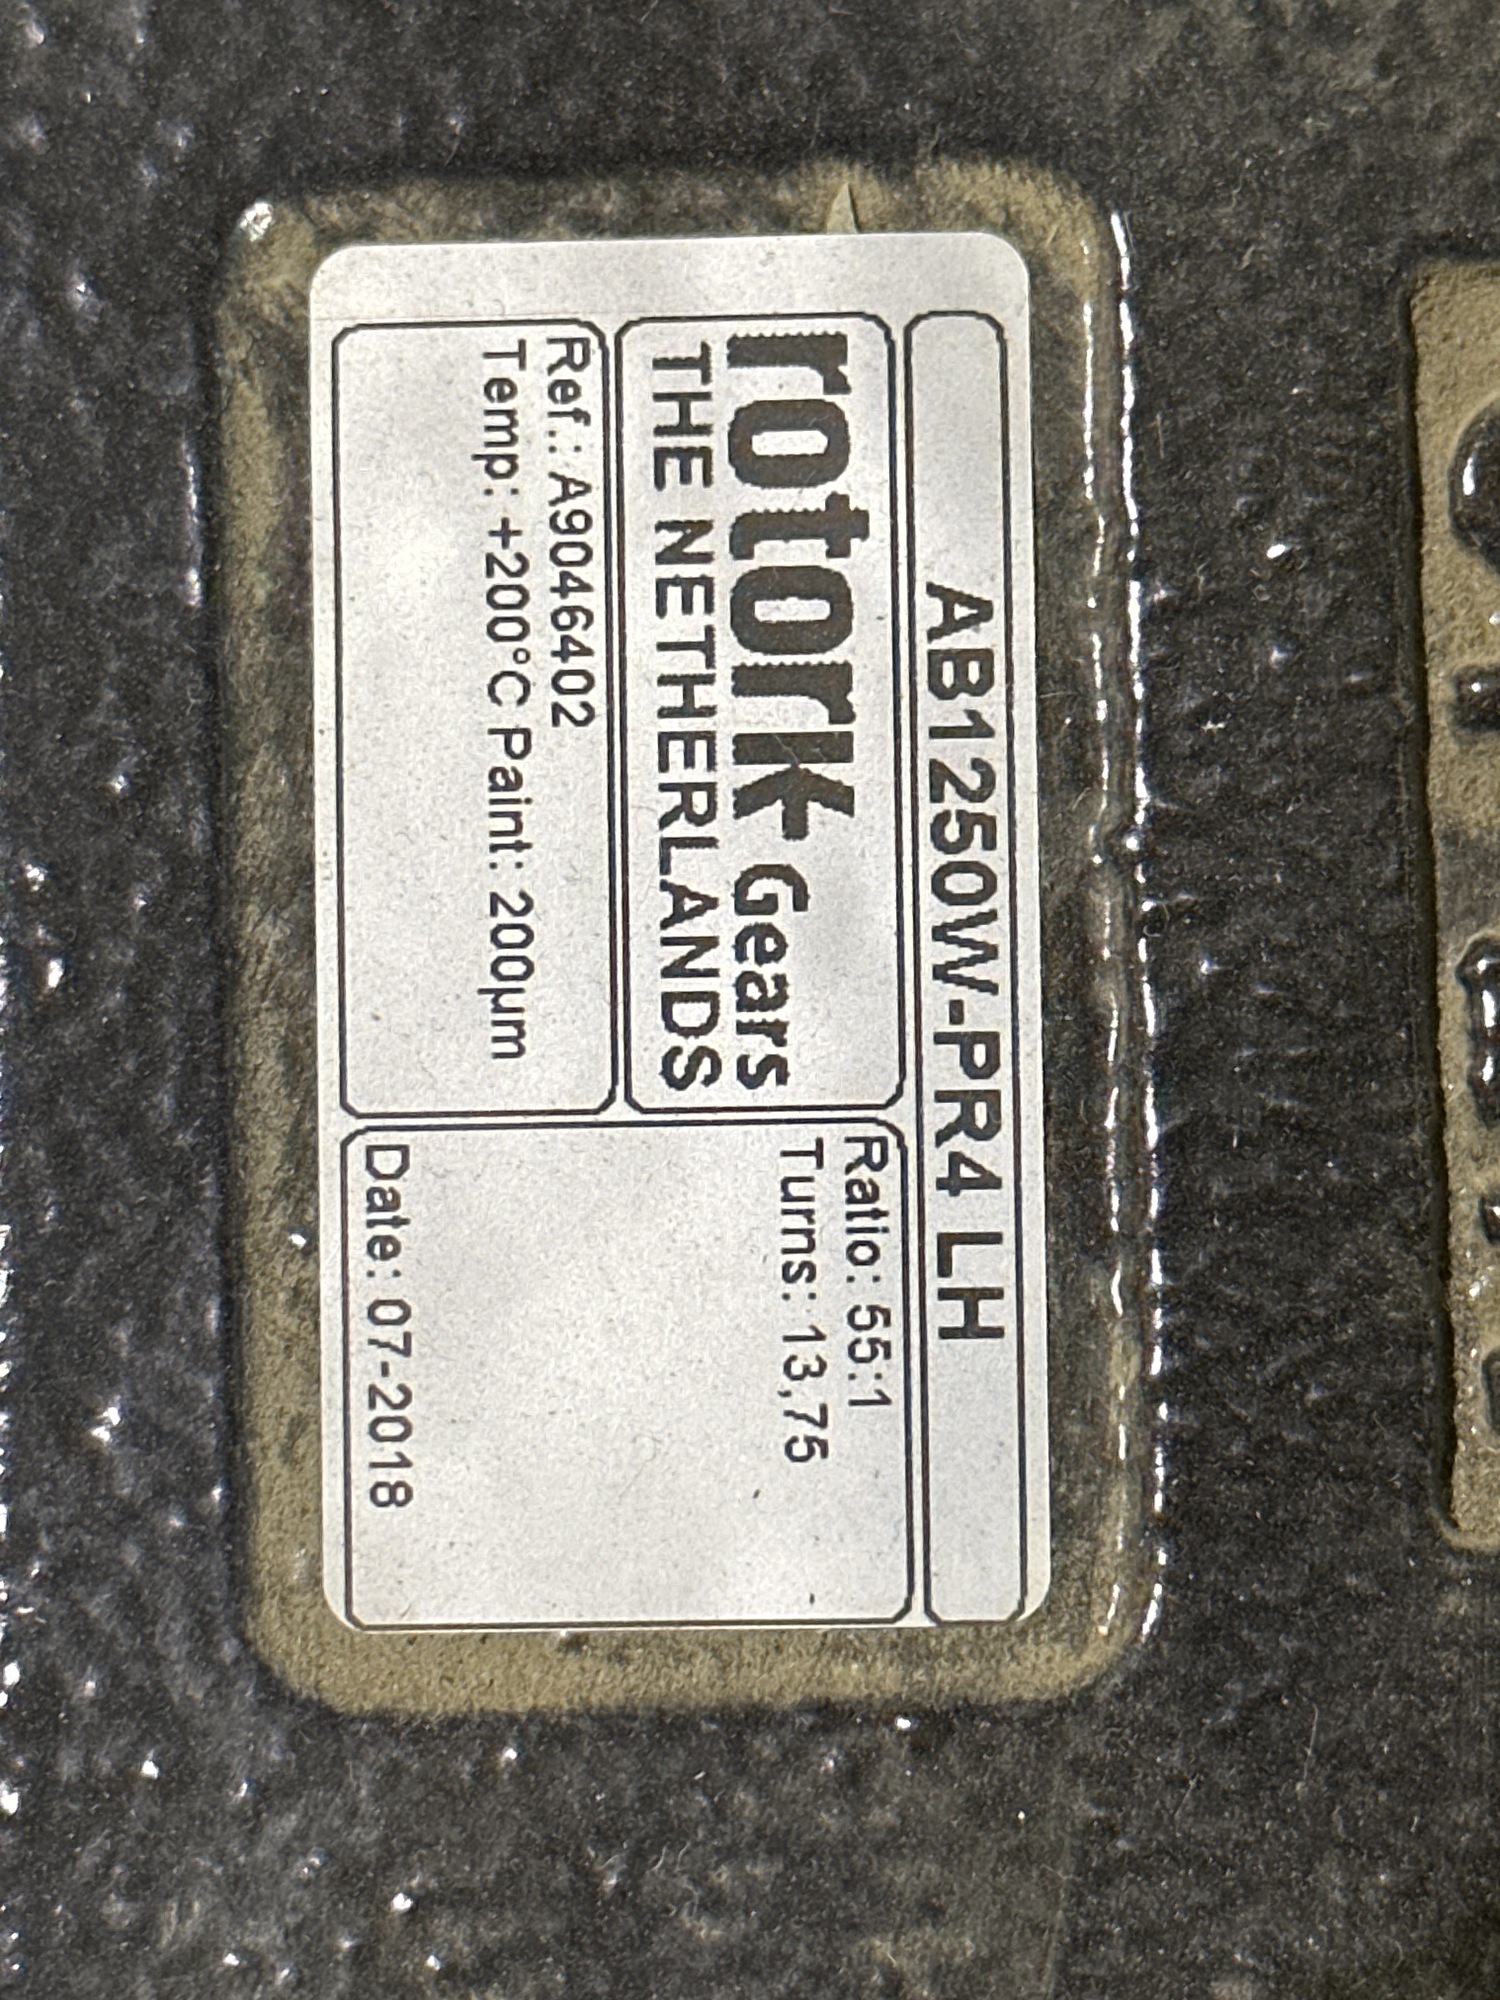 AB1250W-PR4 LH
rotork Gears
THE NETHERLANDS
Ratio: 55:1
Turns: 13,75
Ref.: A9046402
Temp: +200°C Paint: 200µm
Date: 07-2018